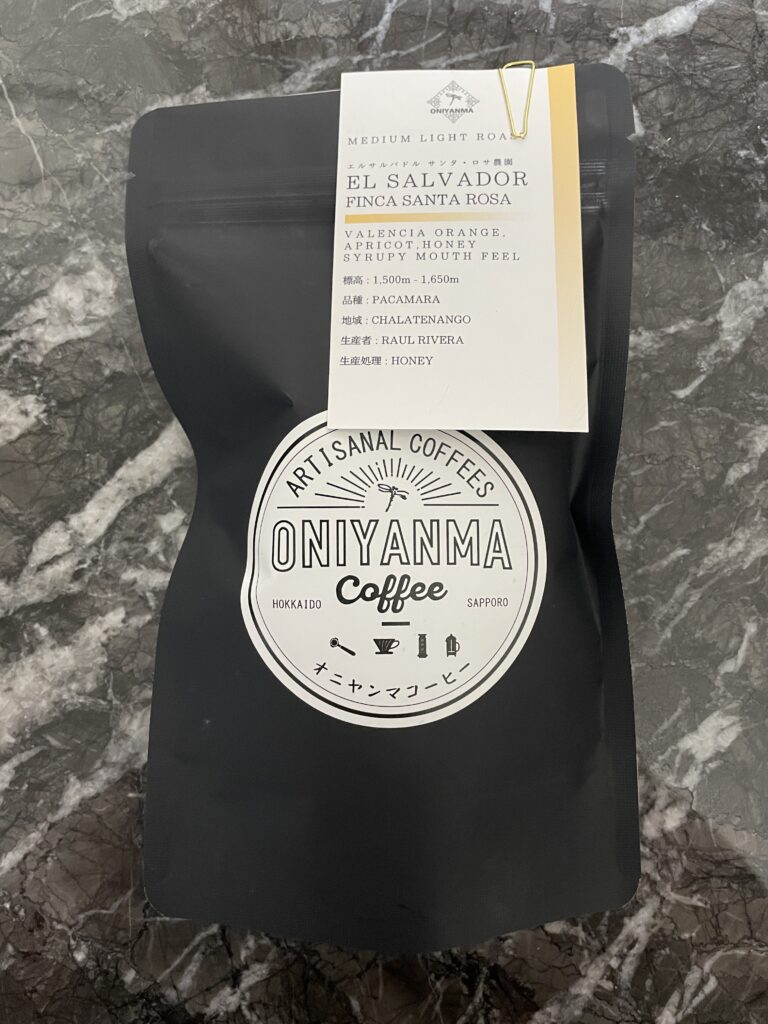 ONIYANMA
MEDIUM LIGHT ROAS
エルサルバドル サンタ・ロサ農園
EL SALVADOR
FINCA SANTA ROSA
VALENCIA ORANGE,
APRICOT,HONEY
SYRUPY MOUTH FEEL
標高 : 1,500m - 1,650m
品種 : PACAMARA
地域 : CHALATENANGO
生産者 : RAUL RIVERA
生産処理 : HONEY
ARTISANAL COFFEES
ONIYANMA
Coffee
HOKKAIDO SAPPORO
オニヤンマコーヒー